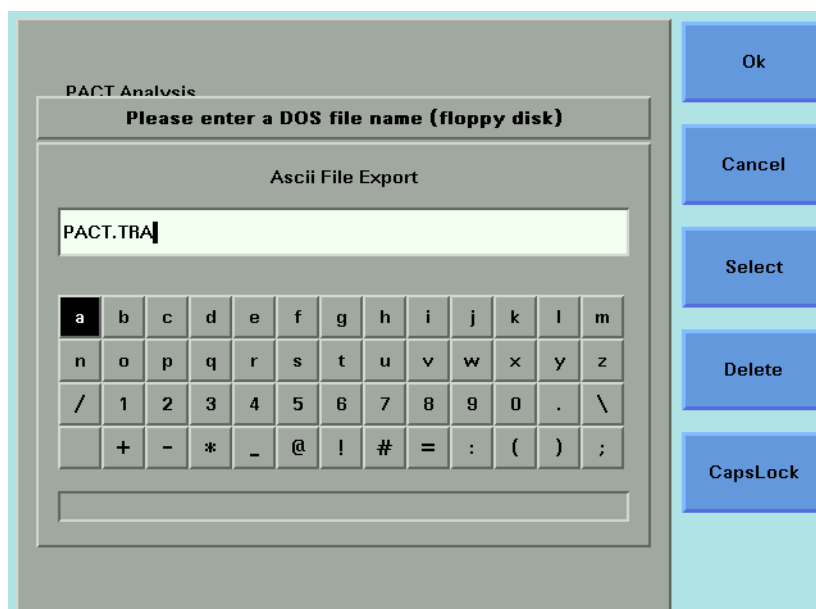 PACT Analysis
Please enter a DOS file name (floppy disk)
Ascii File Export
PACT.TRA
a b c d e f g h i j k l m
n o p q r s t u v w x y z
/ 1 2 3 4 5 6 7 8 9 0 . \
+ - * _ @ ! # = : ( ) ;
Ok
Cancel
Select
Delete
CapsLock